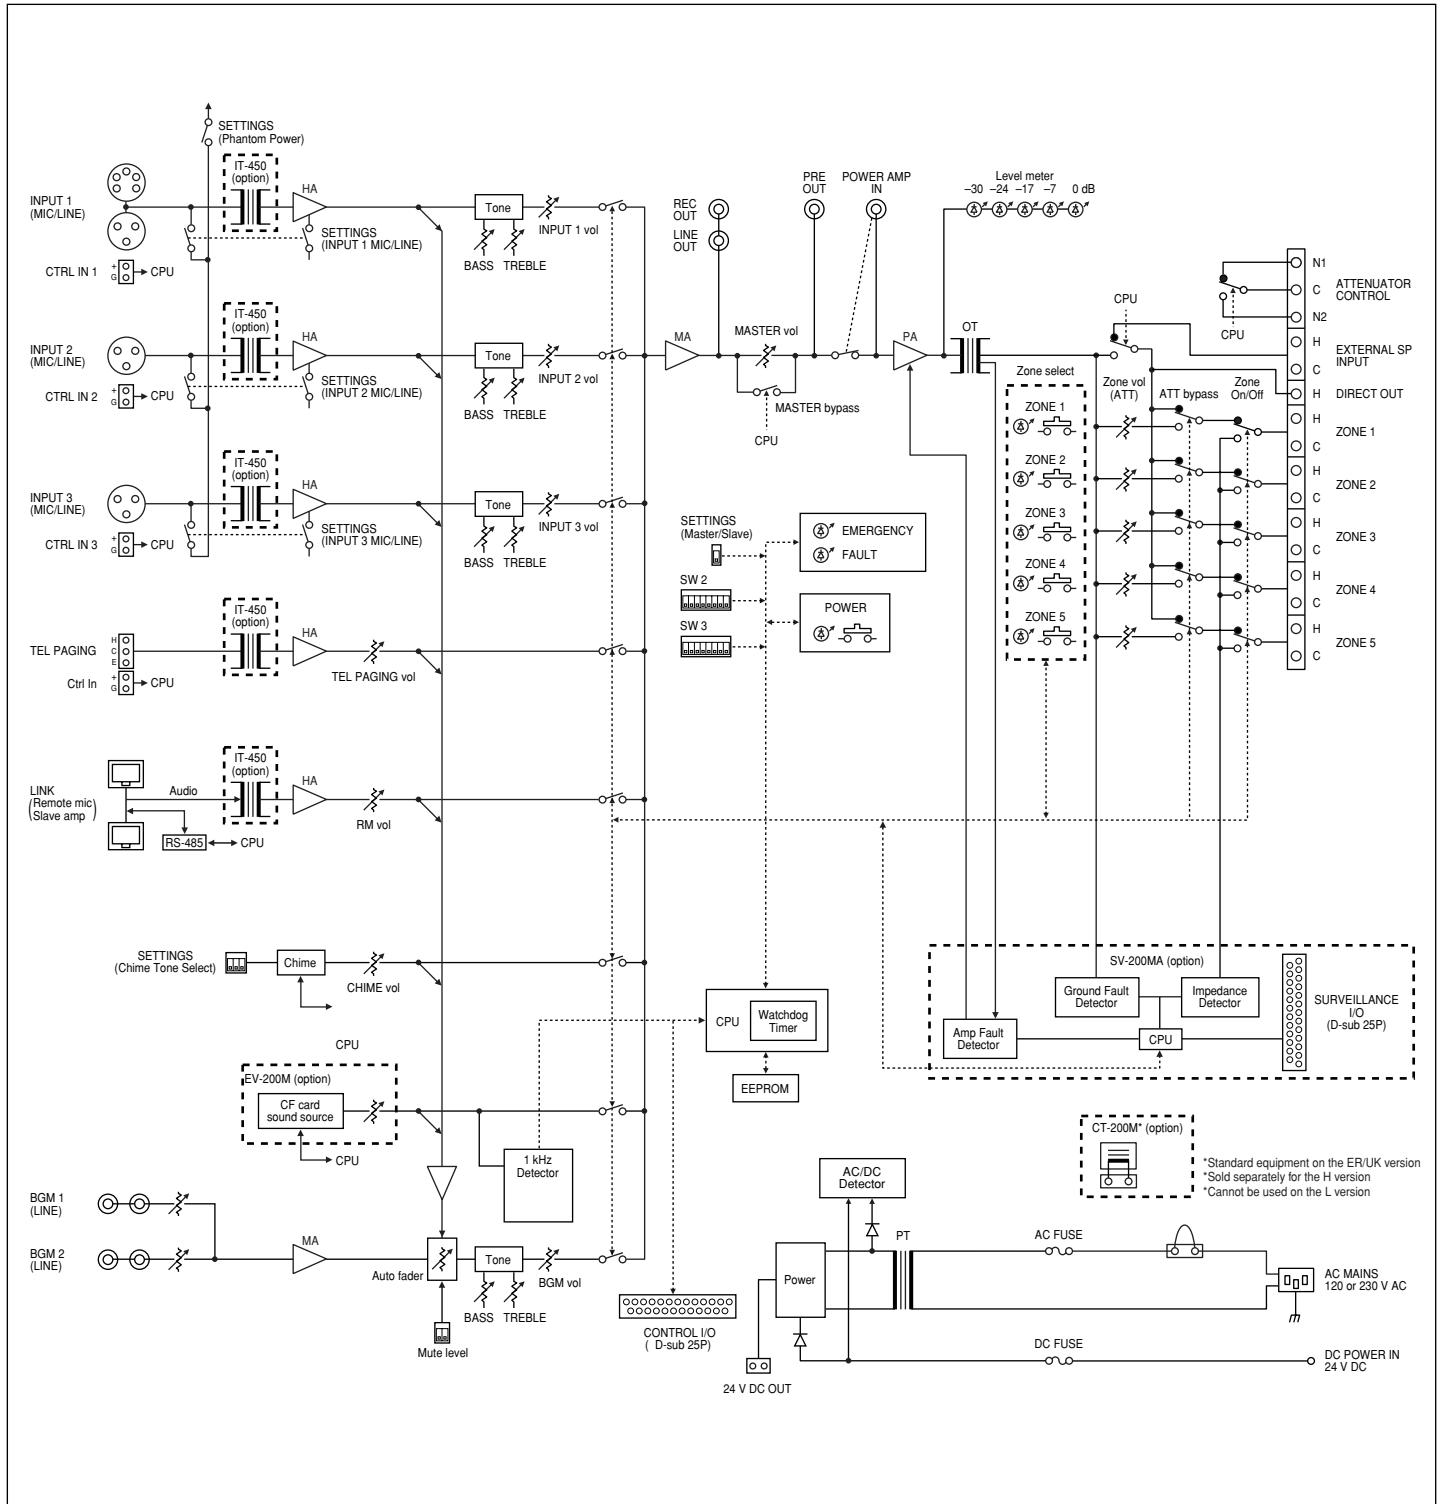 SETTINGS
(Phantom Power)
IT-450
(option)
HA
INPUT 1
(MIC/LINE)
SETTINGS
(INPUT 1 MIC/LINE)
CTRL IN 1
+
G
CPU
Tone
INPUT 1 vol
BASS TREBLE
IT-450
(option)
HA
INPUT 2
(MIC/LINE)
SETTINGS
(INPUT 2 MIC/LINE)
CTRL IN 2
+
G
CPU
Tone
INPUT 2 vol
BASS TREBLE
IT-450
(option)
HA
INPUT 3
(MIC/LINE)
SETTINGS
(INPUT 3 MIC/LINE)
CTRL IN 3
+
G
CPU
Tone
INPUT 3 vol
BASS TREBLE
IT-450
(option)
HA
TEL PAGING
H
C
E
TEL PAGING vol
Ctrl In
+
G
CPU
IT-450
(option)
HA
LINK
(Remote mic)
(Slave amp)
Audio
RM vol
RS-485
CPU
SETTINGS
(Chime Tone Select)
Chime
CHIME vol
CPU
EV-200M (option)
CF card
sound source
CPU
1 kHz
Detector
BGM 1
(LINE)
BGM 2
(LINE)
MA
Auto fader
Mute level
Tone
BGM vol
BASS TREBLE
REC
OUT
LINE
OUT
PRE
OUT
POWER AMP
IN
Level meter
–30 –24 –17 –7 0 dB
MA
MASTER vol
MASTER bypass
CPU
PA
OT
CPU
CPU
N1
C
N2
ATTENUATOR
CONTROL
H
C
EXTERNAL SP
INPUT
H DIRECT OUT
Zone select
Zone vol
(ATT)
ATT bypass
Zone
On/Off
ZONE 1
H
C
ZONE 1
ZONE 2
H
C
ZONE 2
ZONE 3
H
C
ZONE 3
ZONE 4
H
C
ZONE 4
ZONE 5
H
C
ZONE 5
SETTINGS
(Master/Slave)
SW 2
SW 3
EMERGENCY
FAULT
POWER
CPU
Watchdog
Timer
EEPROM
CONTROL I/O
( D-sub 25P)
SV-200MA (option)
Ground Fault
Detector
Impedance
Detector
Amp Fault
Detector
CPU
SURVEILLANCE
I/O
(D-sub 25P)
CT-200M* (option)
*Standard equipment on the ER/UK version
*Sold separately for the H version
*Cannot be used on the L version
AC/DC
Detector
Power
PT
AC FUSE
AC MAINS
120 or 230 V AC
DC FUSE
DC POWER IN
24 V DC
24 V DC OUT